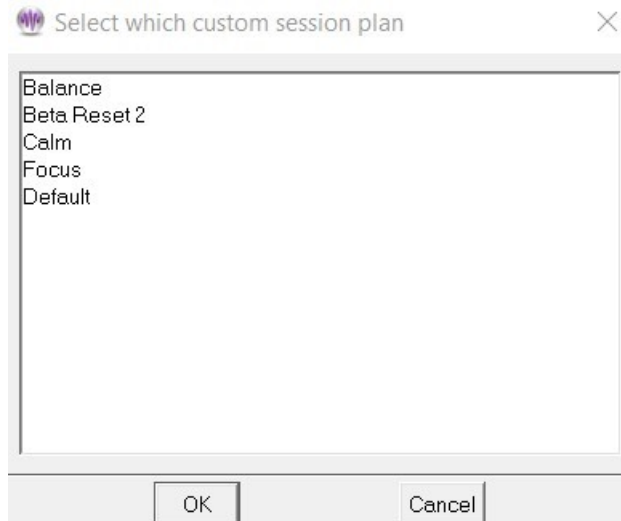 Select which custom session plan
Balance
Beta Reset 2
Calm
Focus
Default
OK
Cancel